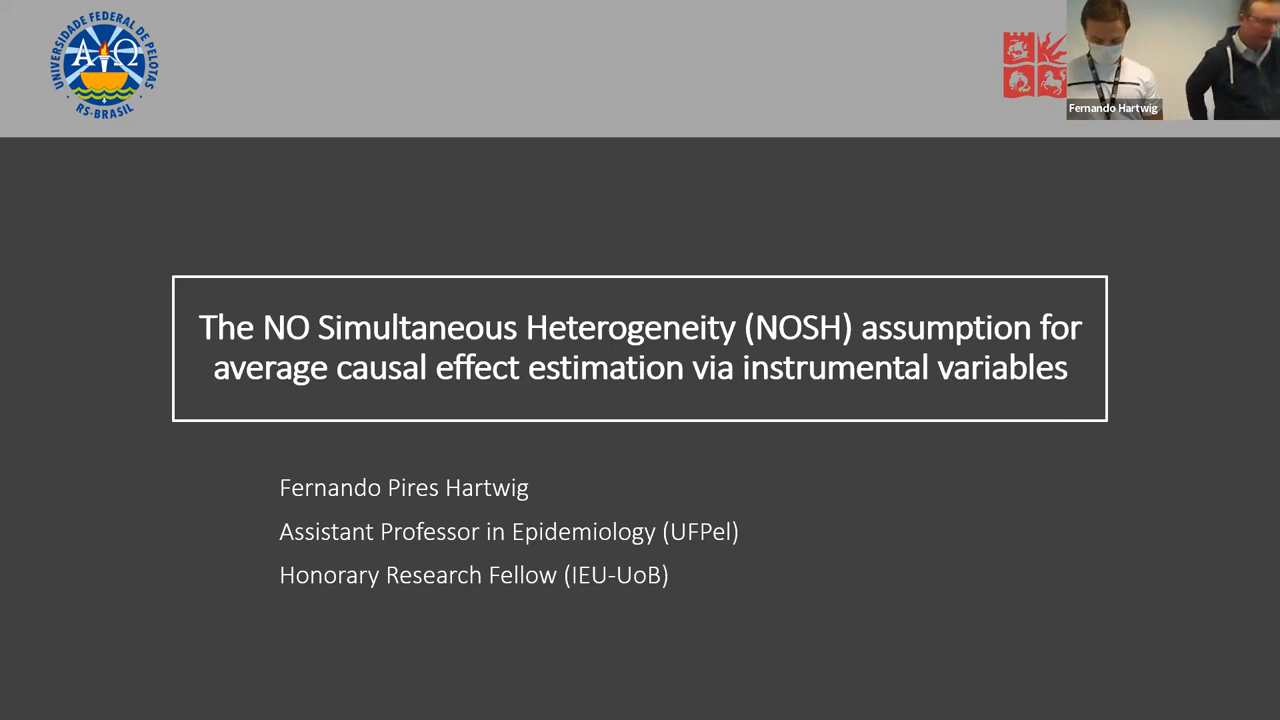 UNIVERSIDADE FEDERAL DE PELOTAS
RS-BRASIL
Fernando Hartwig
The NO Simultaneous Heterogeneity (NOSH) assumption for
average causal effect estimation via instrumental variables
Fernando Pires Hartwig
Assistant Professor in Epidemiology (UFPel)
Honorary Research Fellow (IEU-UoB)